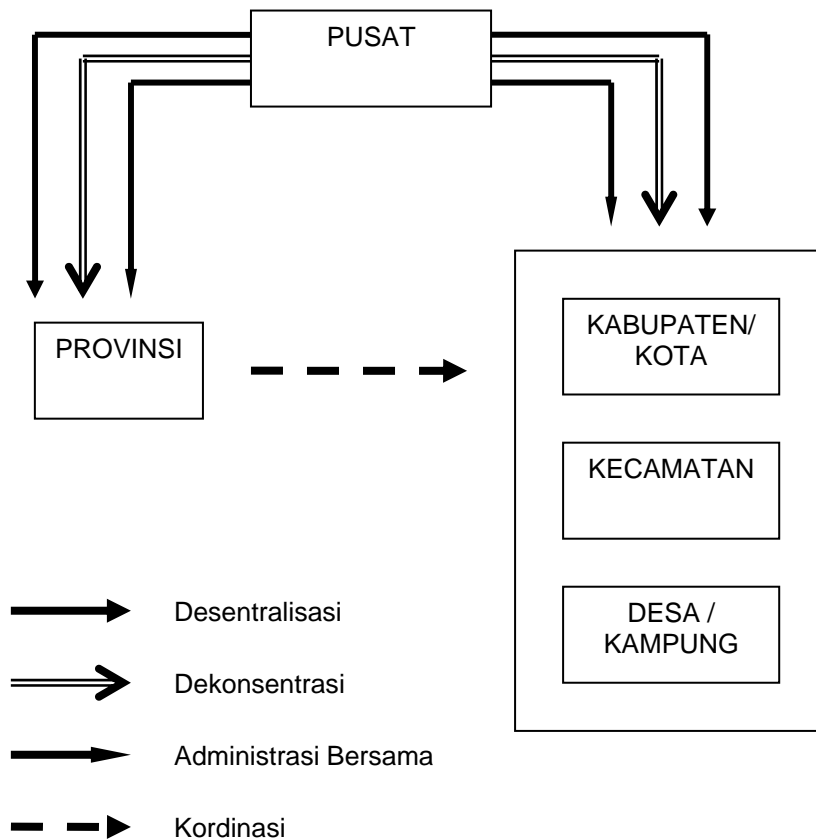 PUSAT
PROVINSI
KABUPATEN/
KOTA
KECAMATAN
DESA /
KAMPUNG
Desentralisasi
Dekonsentrasi
Administrasi Bersama
Kordinasi